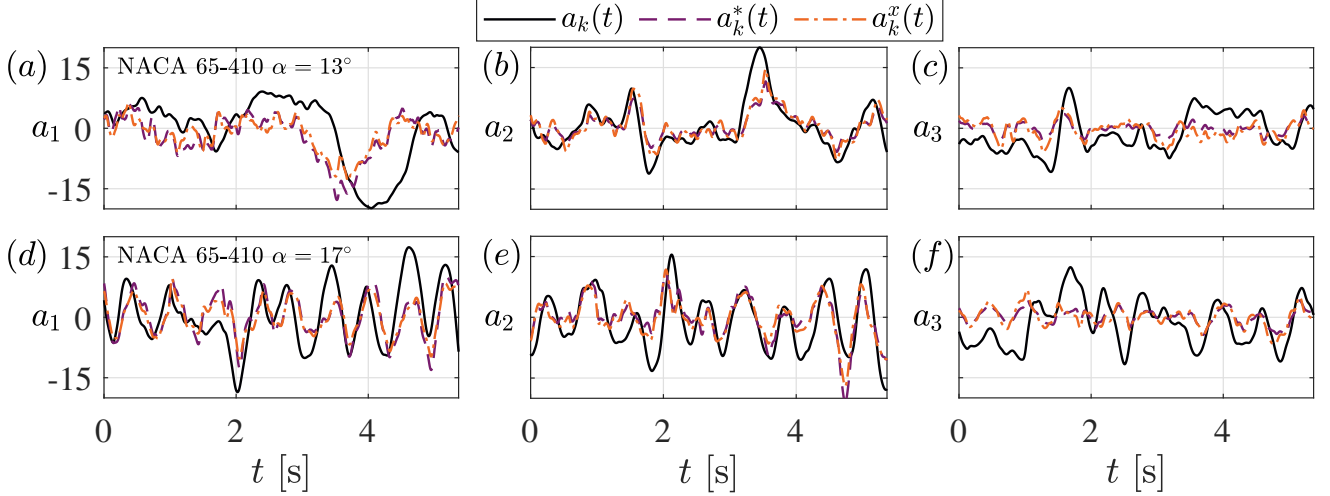 a_k(t) a_k^*(t) a_k^x(t)
(a) NACA 65-410 α = 13°
a_1
15
0
-15
(b)
a_2
(c)
a_3
(d) NACA 65-410 α = 17°
a_1
15
0
-15
(e)
a_2
(f)
a_3
0 2 4
0 2 4
0 2 4
t [s]
t [s]
t [s]